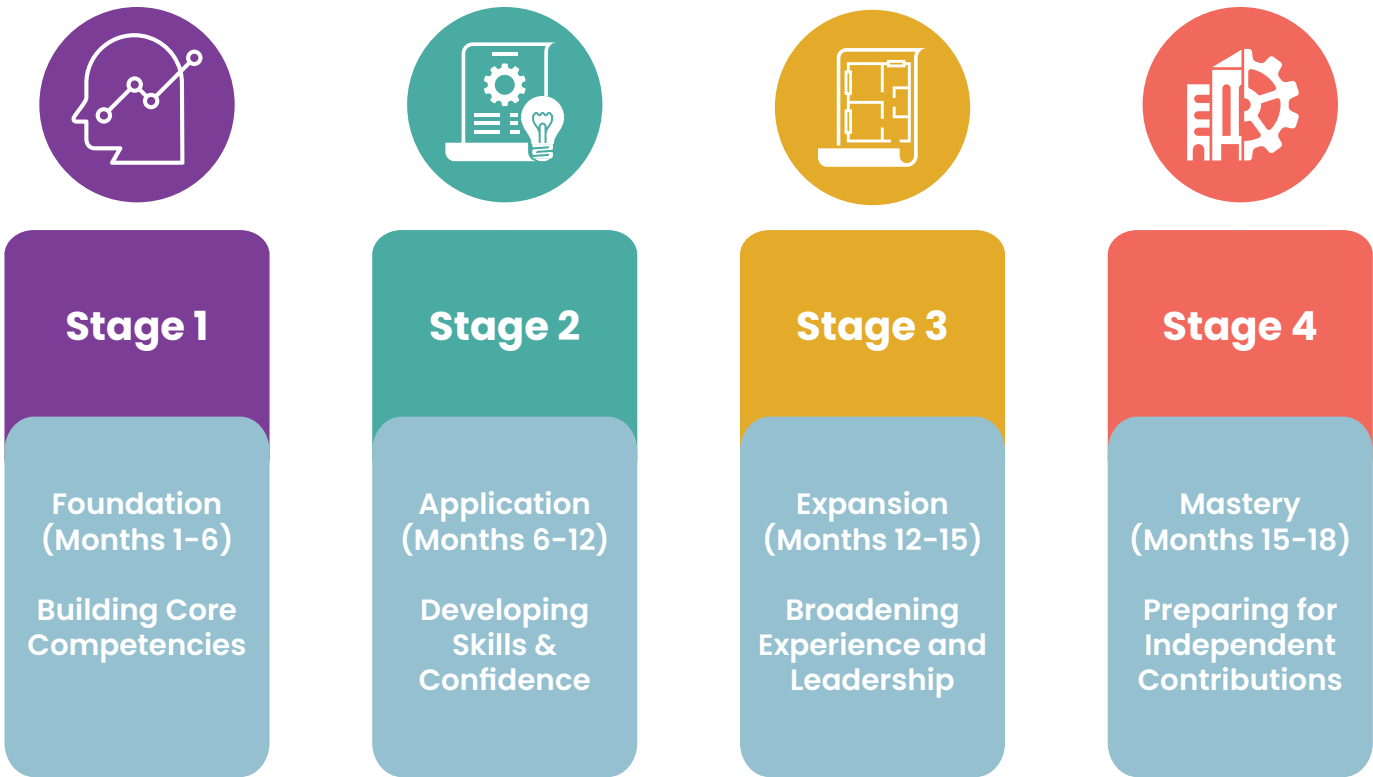 Stage 1
Foundation
(Months 1-6)
Building Core
Competencies
Stage 2
Application
(Months 6-12)
Developing
Skills &
Confidence
Stage 3
Expansion
(Months 12-15)
Broadening
Experience and
Leadership
Stage 4
Mastery
(Months 15-18)
Preparing for
Independent
Contributions